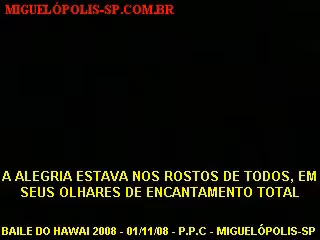 MIGUELÓPOLIS-SP.COM.BR
A ALEGRIA ESTAVA NOS ROSTOS DE TODOS, EM
SEUS OLHARES DE ENCANTAMENTO TOTAL
BAILE DO HAWAI 2008 - 01/11/08 - P.P.C - MIGUELÓPOLIS-SP